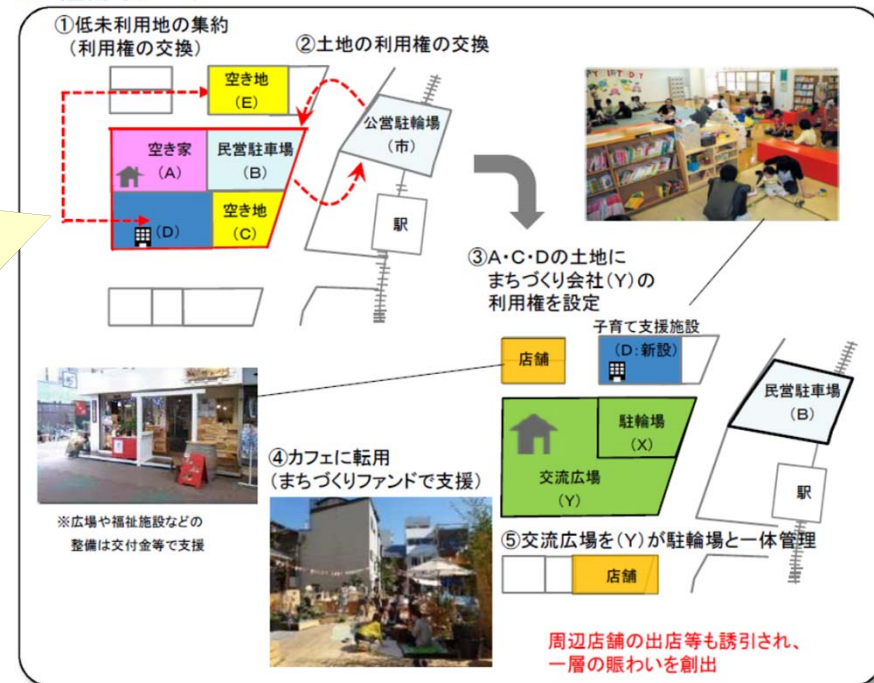 ①低未利用地の集約
(利用権の交換)
②土地の利用権の交換
空き地
(E)
公営駐輪場
(市)
空き家
(A)
民営駐車場
(B)
(D)
空き地
(C)
駅
③A・C・Dの土地に
まちづくり会社(Y)の
利用権を設定
子育て支援施設
店舗
(D:新設)
民営駐車場
(B)
駐輪場
(X)
交流広場
(Y)
駅
④カフェに転用
(まちづくりファンドで支援)
※広場や福祉施設などの
整備は交付金等で支援
⑤交流広場を(Y)が駐輪場と一体管理
店舗
周辺店舗の出店等も誘引され、
一層の賑わいを創出